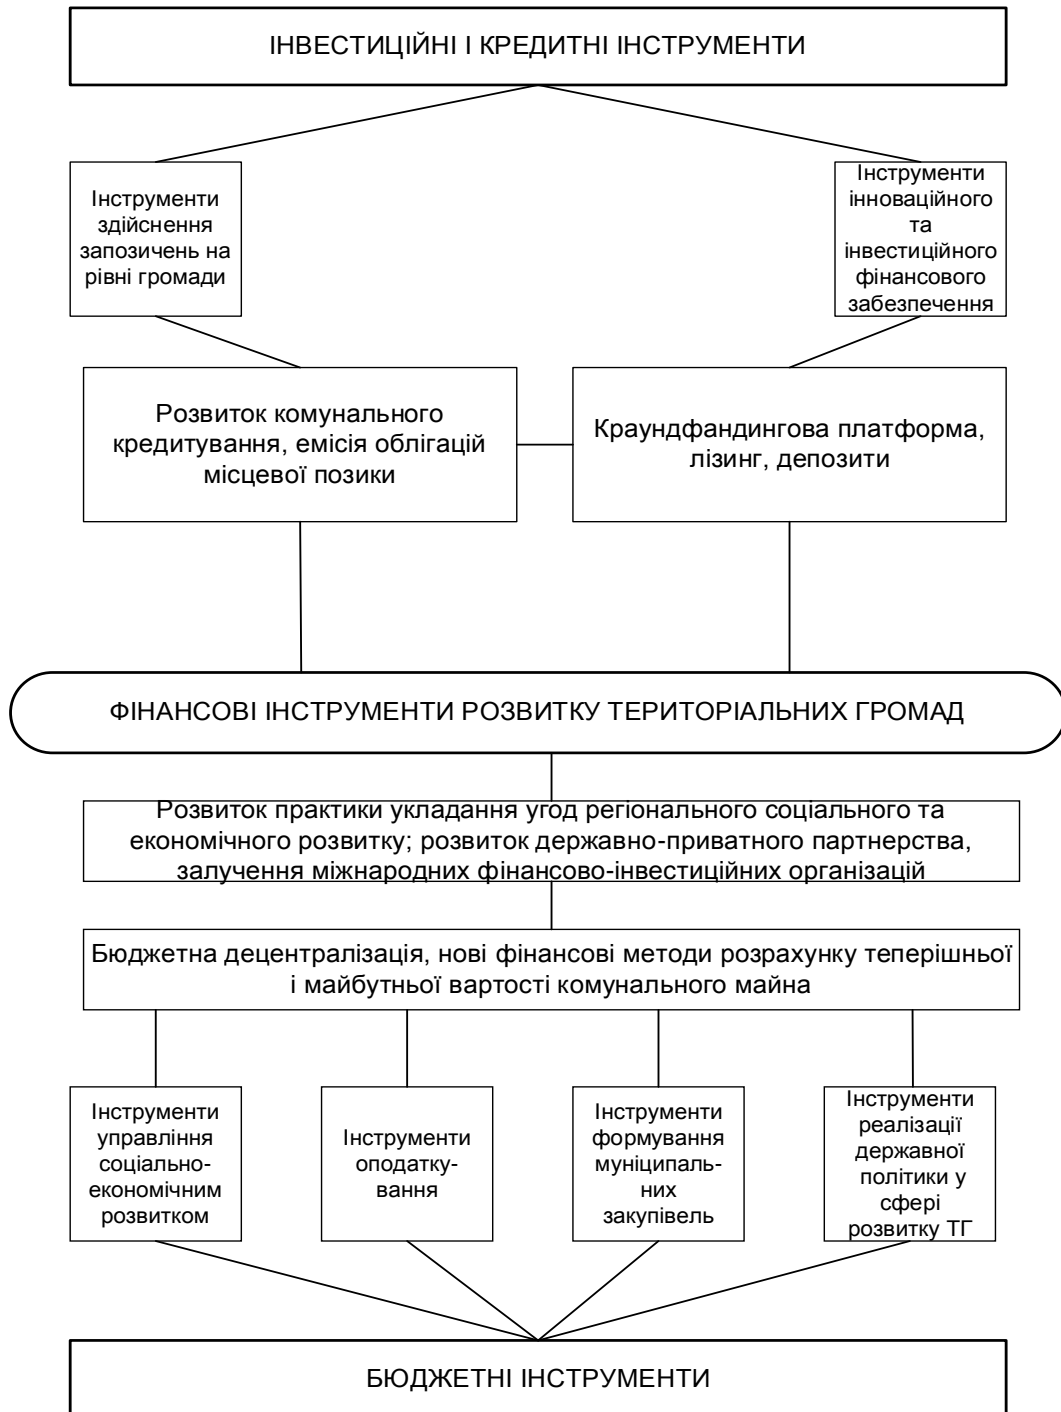 ІНВЕСТИЦІЙНІ І КРЕДИТНІ ІНСТРУМЕНТИ
Інструменти
здійснення
запозичень на
рівні громади
Інструменти
інноваційного
та
інвестиційного
фінансового
забезпечення
Розвиток комунального
кредитування, емісія облігацій
місцевої позики
Краундфандингова платформа,
лізинг, депозити
ФІНАНСОВІ ІНСТРУМЕНТИ РОЗВИТКУ ТЕРИТОРІАЛЬНИХ ГРОМАД
Розвиток практики укладання угод регіонального соціального та
економічного розвитку; розвиток державно-приватного партнерства,
залучення міжнародних фінансово-інвестиційних організацій
Бюджетна децентралізація, нові фінансові методи розрахунку теперішньої
і майбутньої вартості комунального майна
Інструменти
управління
соціально-
економічним
розвитком
Інструменти
оподатку-
вання
Інструменти
формування
муніципаль-
них
закупівель
Інструменти
реалізації
державної
політики у
сфері
розвитку ТГ
БЮДЖЕТНІ ІНСТРУМЕНТИ